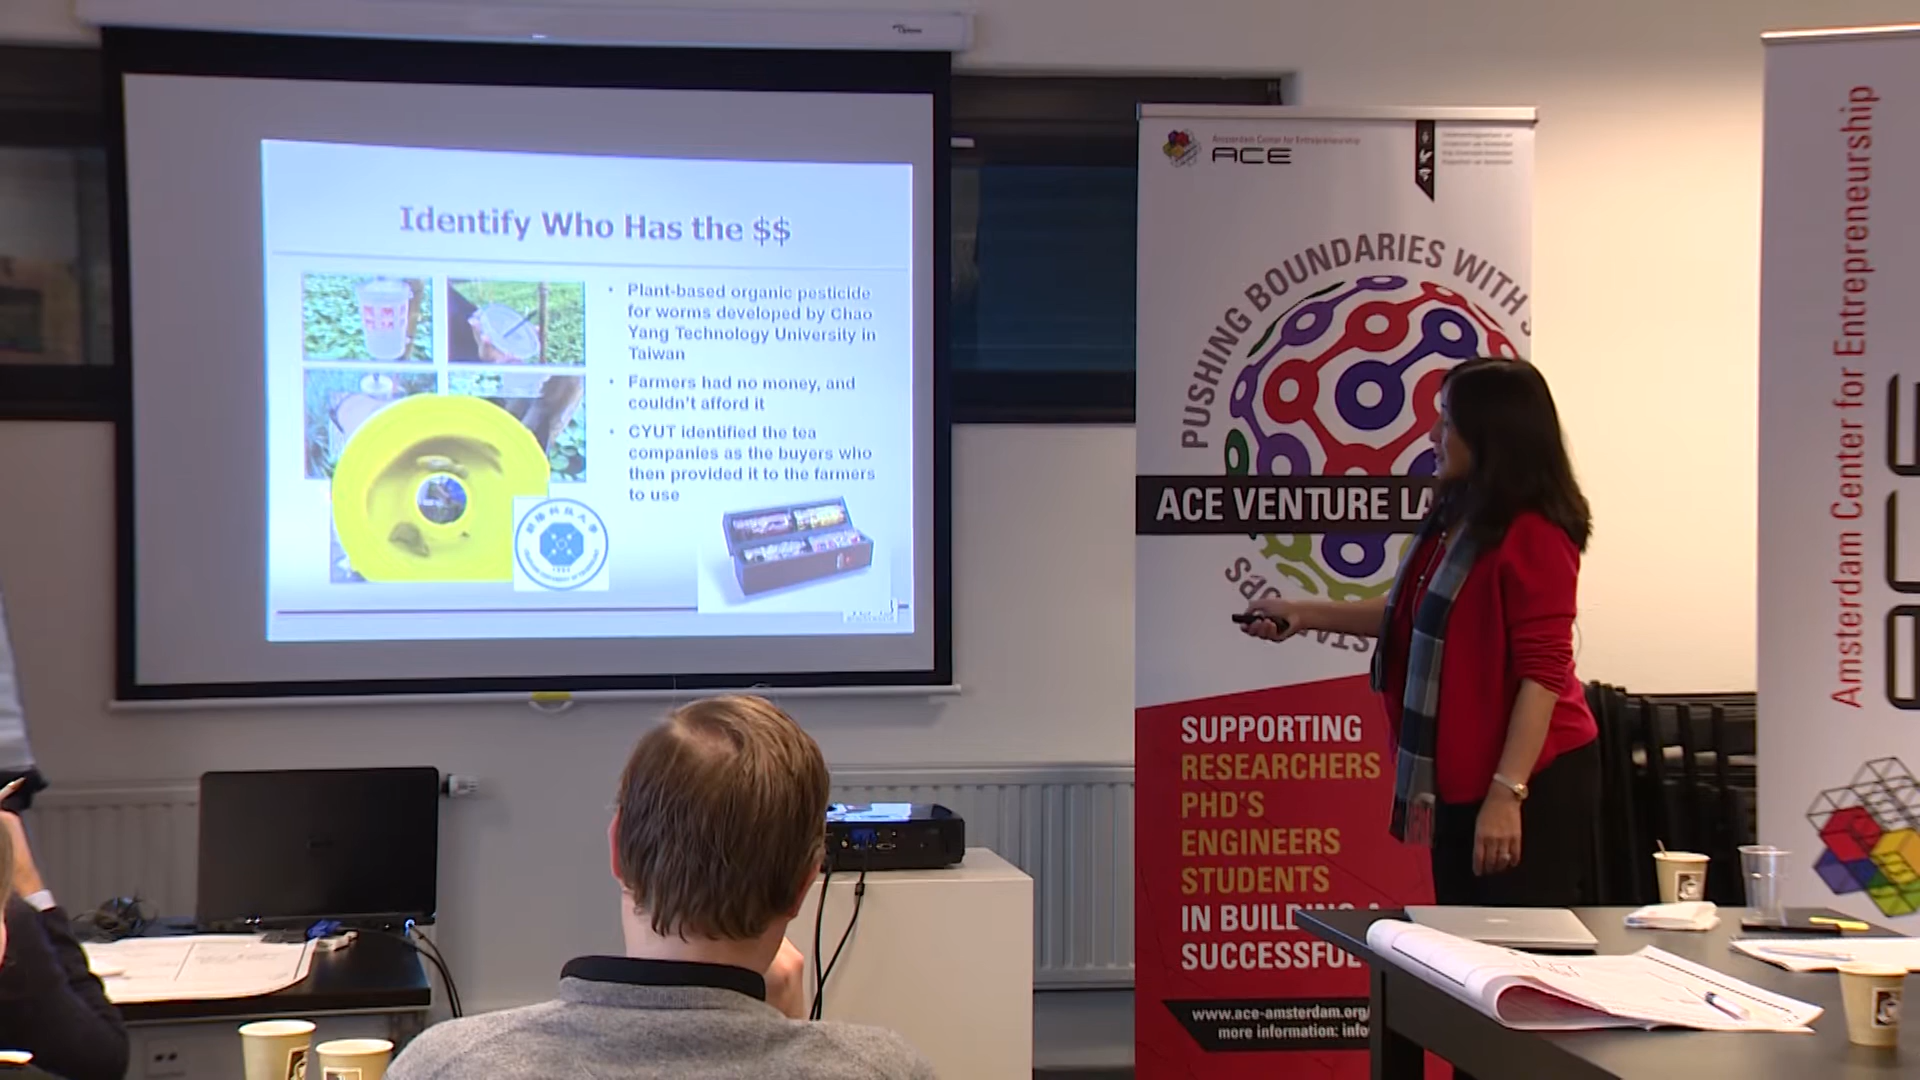 Identify Who Has the $$
• Plant-based organic pesticide
for worms developed by Chao
Yang Technology University in
Taiwan
• Farmers had no money, and
couldn't afford it
• CYUT identified the tea
companies as the buyers who
then provided it to the farmers
to use
Amsterdam Center for Entrepreneurship
ACE
PUSHING BOUNDARIES WITH
ACE VENTURE LA
SUPPORTING
RESEARCHERS
PHD'S
ENGINEERS
STUDENTS
IN BUILDING A
SUCCESSFUL
www.ace-amsterdam.org
more information: info
Amsterdam Center for Entrepreneurship
ACE